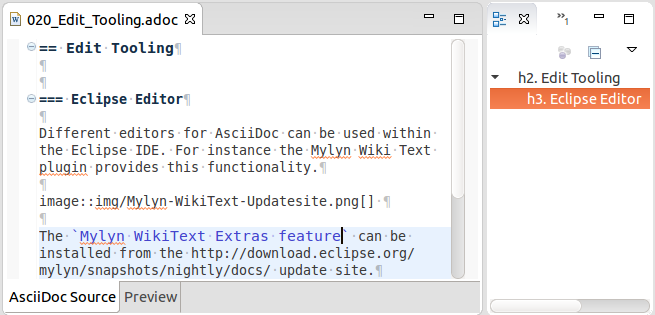 020_Edit_Tooling.adoc
== Edit Tooling¶
¶
¶
=== Eclipse Editor¶
¶
Different editors for AsciiDoc can be used within
the Eclipse IDE. For instance the Mylyn Wiki Text
plugin provides this functionality.¶
¶
image::img/Mylyn-WikiText-Updatesite.png[] ¶
¶
The `Mylyn WikiText Extras feature` can be
installed from the http://download.eclipse.org/
mylyn/snapshots/nightly/docs/ update site.¶
AsciiDoc Source
Preview
»1
h2. Edit Tooling
h3. Eclipse Editor